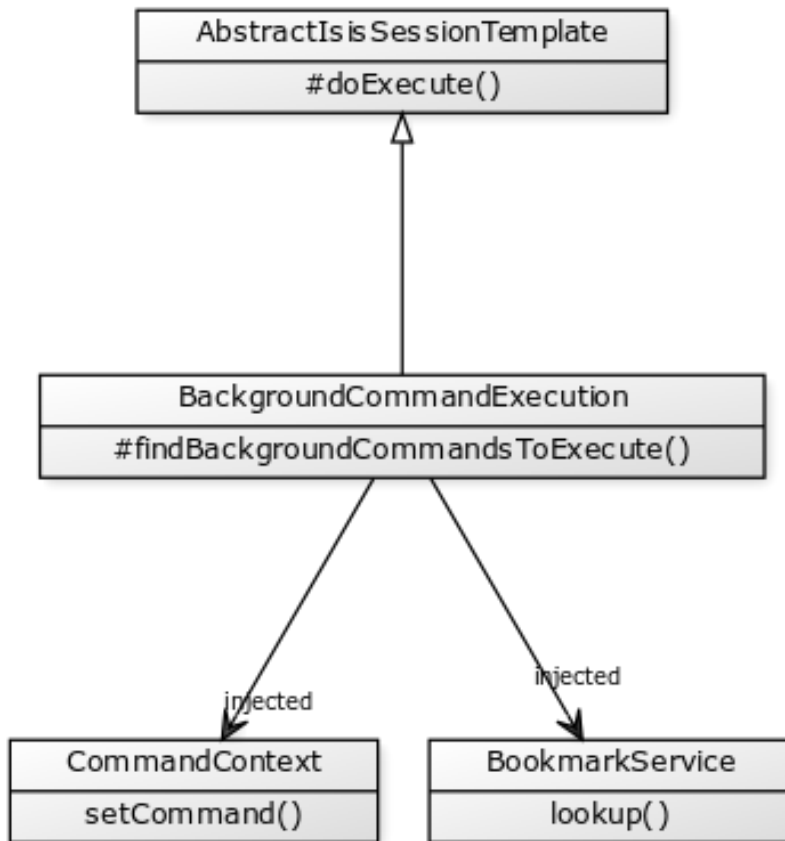 AbstractIsisSessionTemplate
#doExecute()
BackgroundCommandExecution
#findBackgroundCommandsToExecute()
injected
injected
CommandContext
setCommand()
BookmarkService
lookup()